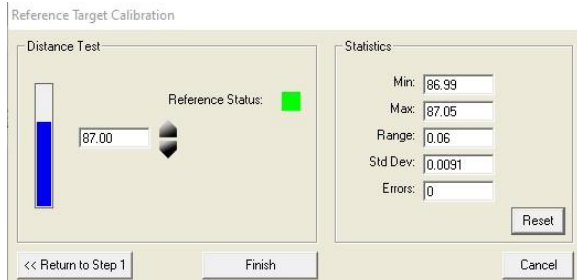 Reference Target Calibration
Distance Test
Reference Status:
87.00
Statistics
Min: 86.99
Max: 87.05
Range: 0.06
Std Dev: 0.0091
Errors: 0
Reset
<< Return to Step 1
Finish
Cancel